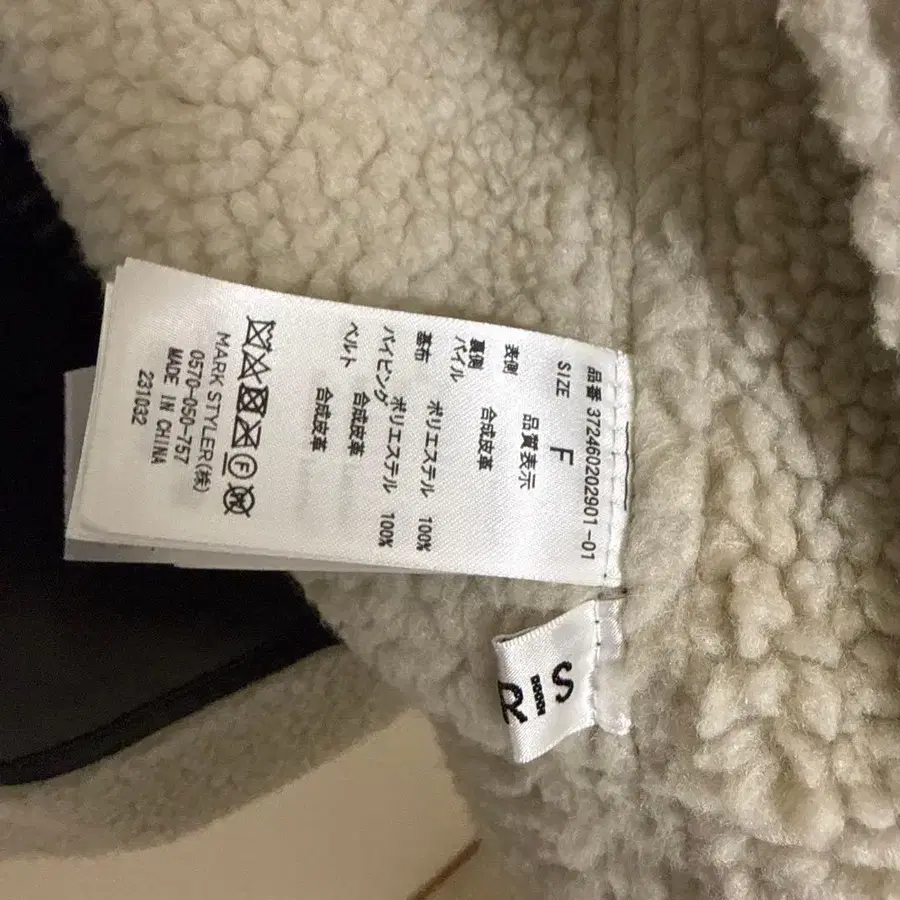 品番 372460202901-01
SIZE F
品質表示
表側 合成皮革
裏側
パイル ポリエステル 100%
基布 ポリエステル 100%
パイピング 合成皮革
ベルト 合成皮革
F
MARK STYLER(株)
0570-050-757
MADE IN CHINA
231032
S
R